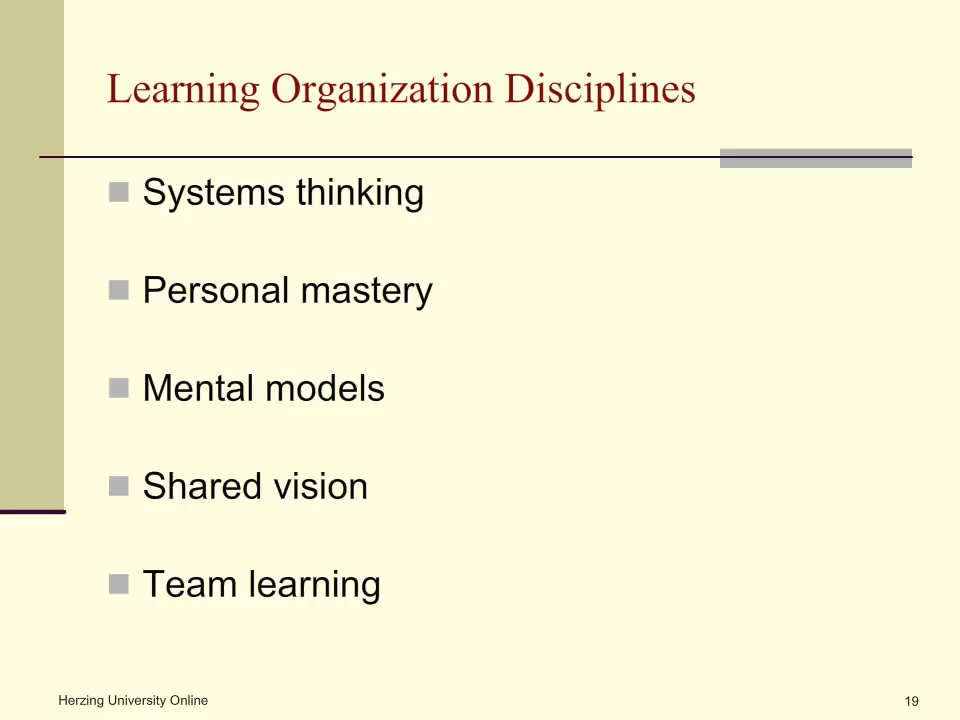 Learning Organization Disciplines
Systems thinking
Personal mastery
Mental models
Shared vision
Team learning
Herzing University Online
19